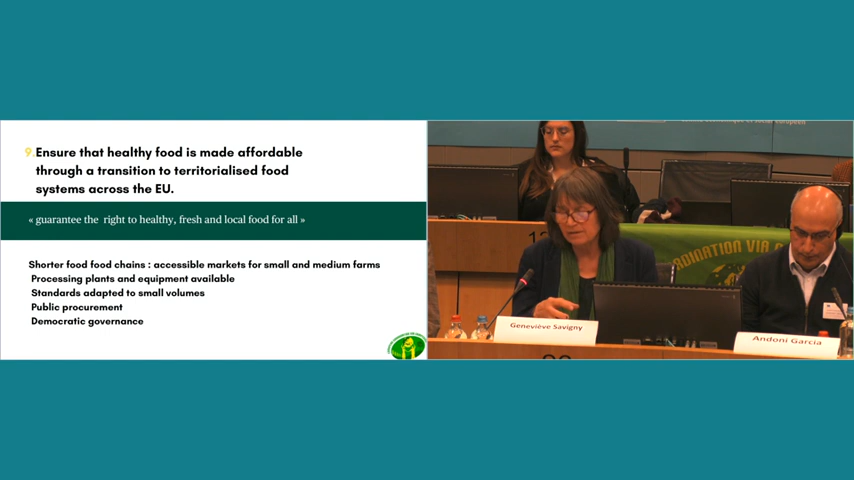 9. Ensure that healthy food is made affordable
through a transition to territorialised food
systems across the EU.
« guarantee the right to healthy, fresh and local food for all »
Shorter food food chains : accessible markets for small and medium farms
Processing plants and equipment available
Standards adapted to small volumes
Public procurement
Democratic governance
DINATION VIA
Geneviève Savigny
Andoni Garcia